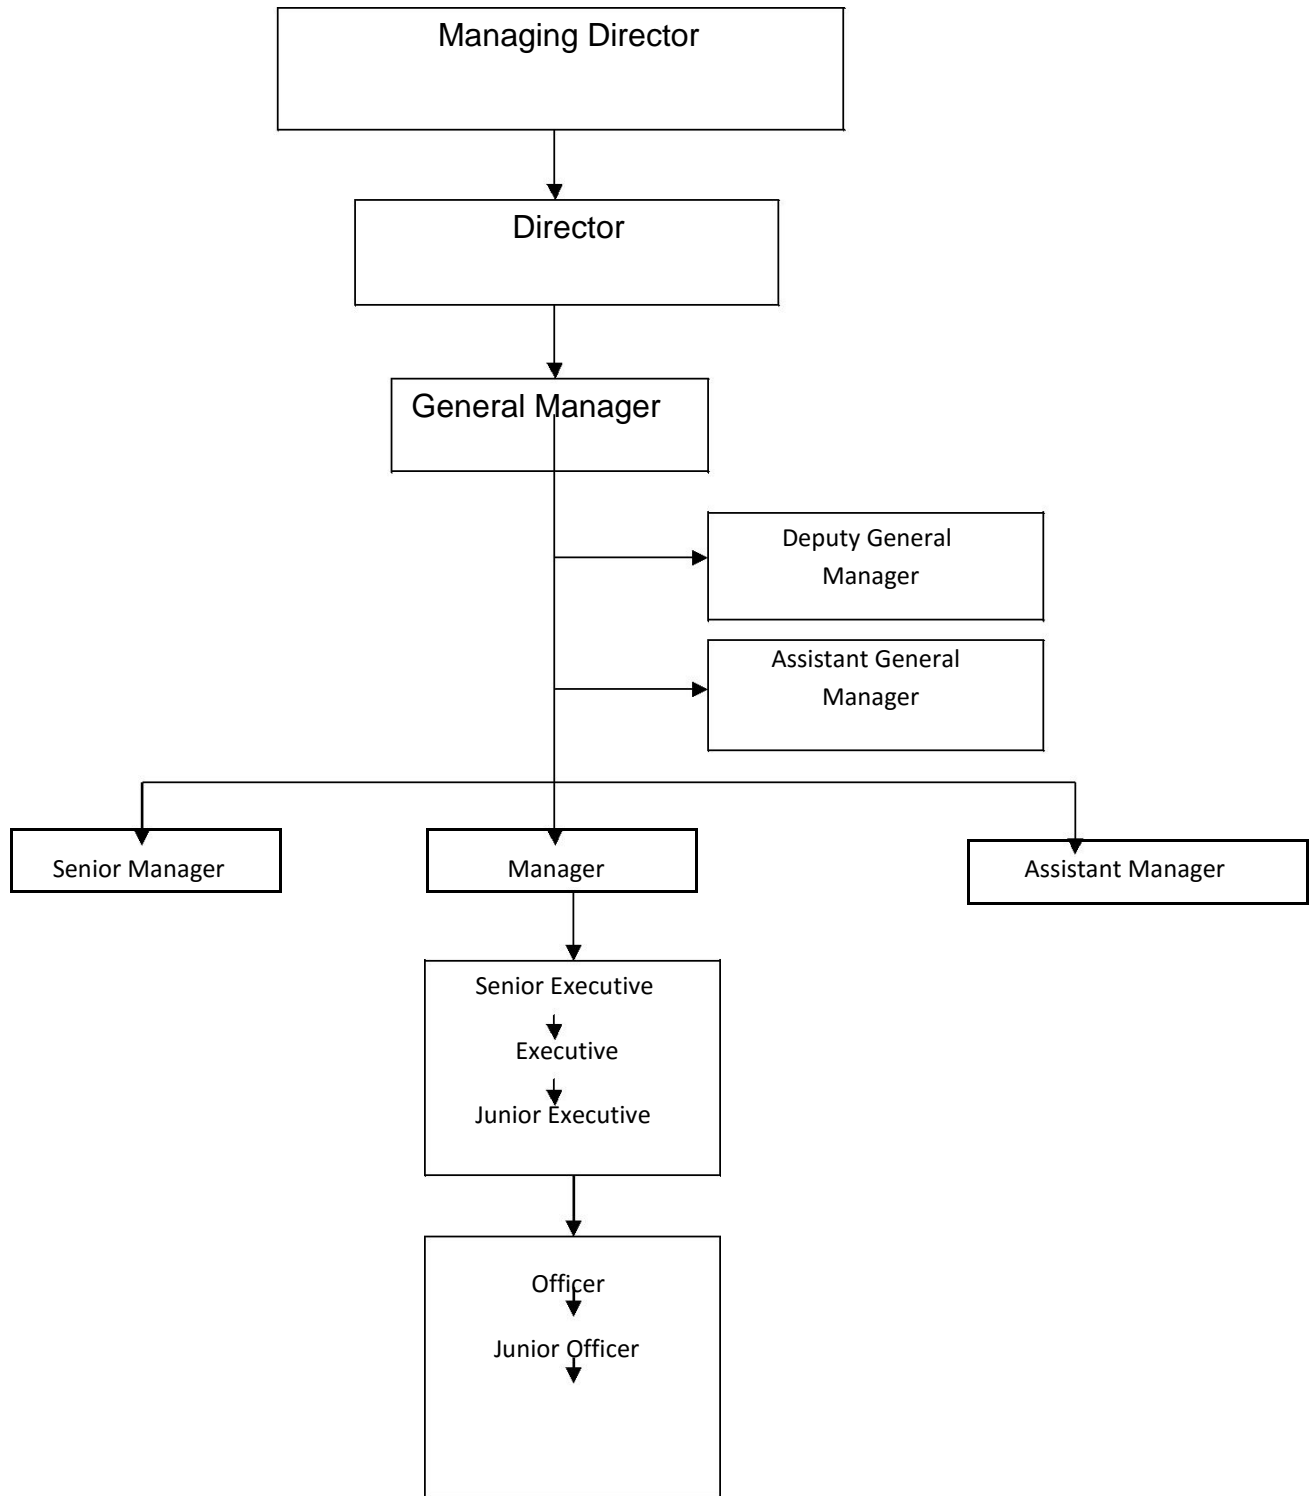 Managing Director
Director
General Manager
Deputy General
Manager
Assistant General
Manager
Senior Manager
Manager
Assistant Manager
Senior Executive
Executive
Junior Executive
Officer
Junior Officer